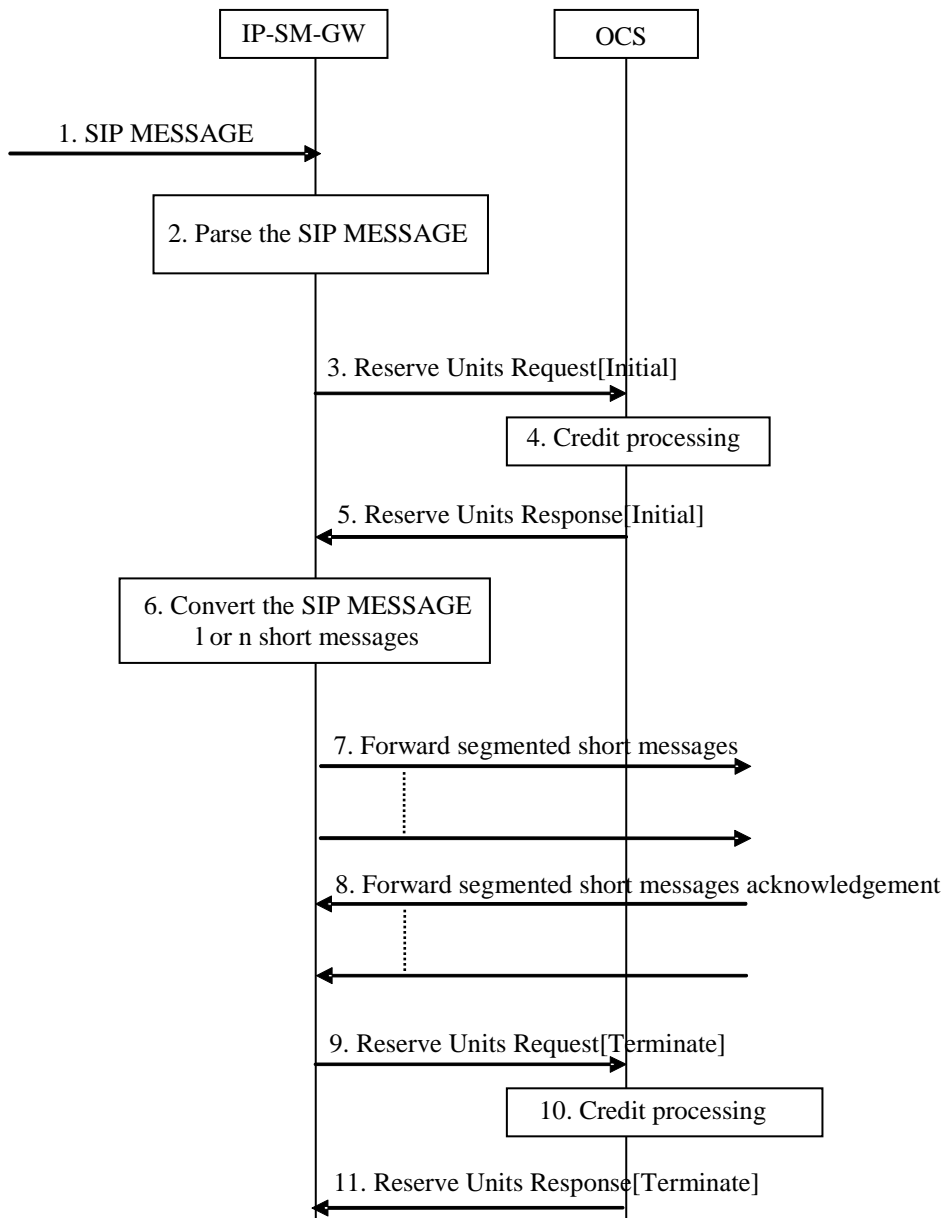 IP-SM-GW
OCS
1. SIP MESSAGE
2. Parse the SIP MESSAGE
3. Reserve Units Request[Initial]
4. Credit processing
5. Reserve Units Response[Initial]
6. Convert the SIP MESSAGE
1 or n short messages
7. Forward segmented short messages
8. Forward segmented short messages acknowledgement
9. Reserve Units Request[Terminate]
10. Credit processing
11. Reserve Units Response[Terminate]